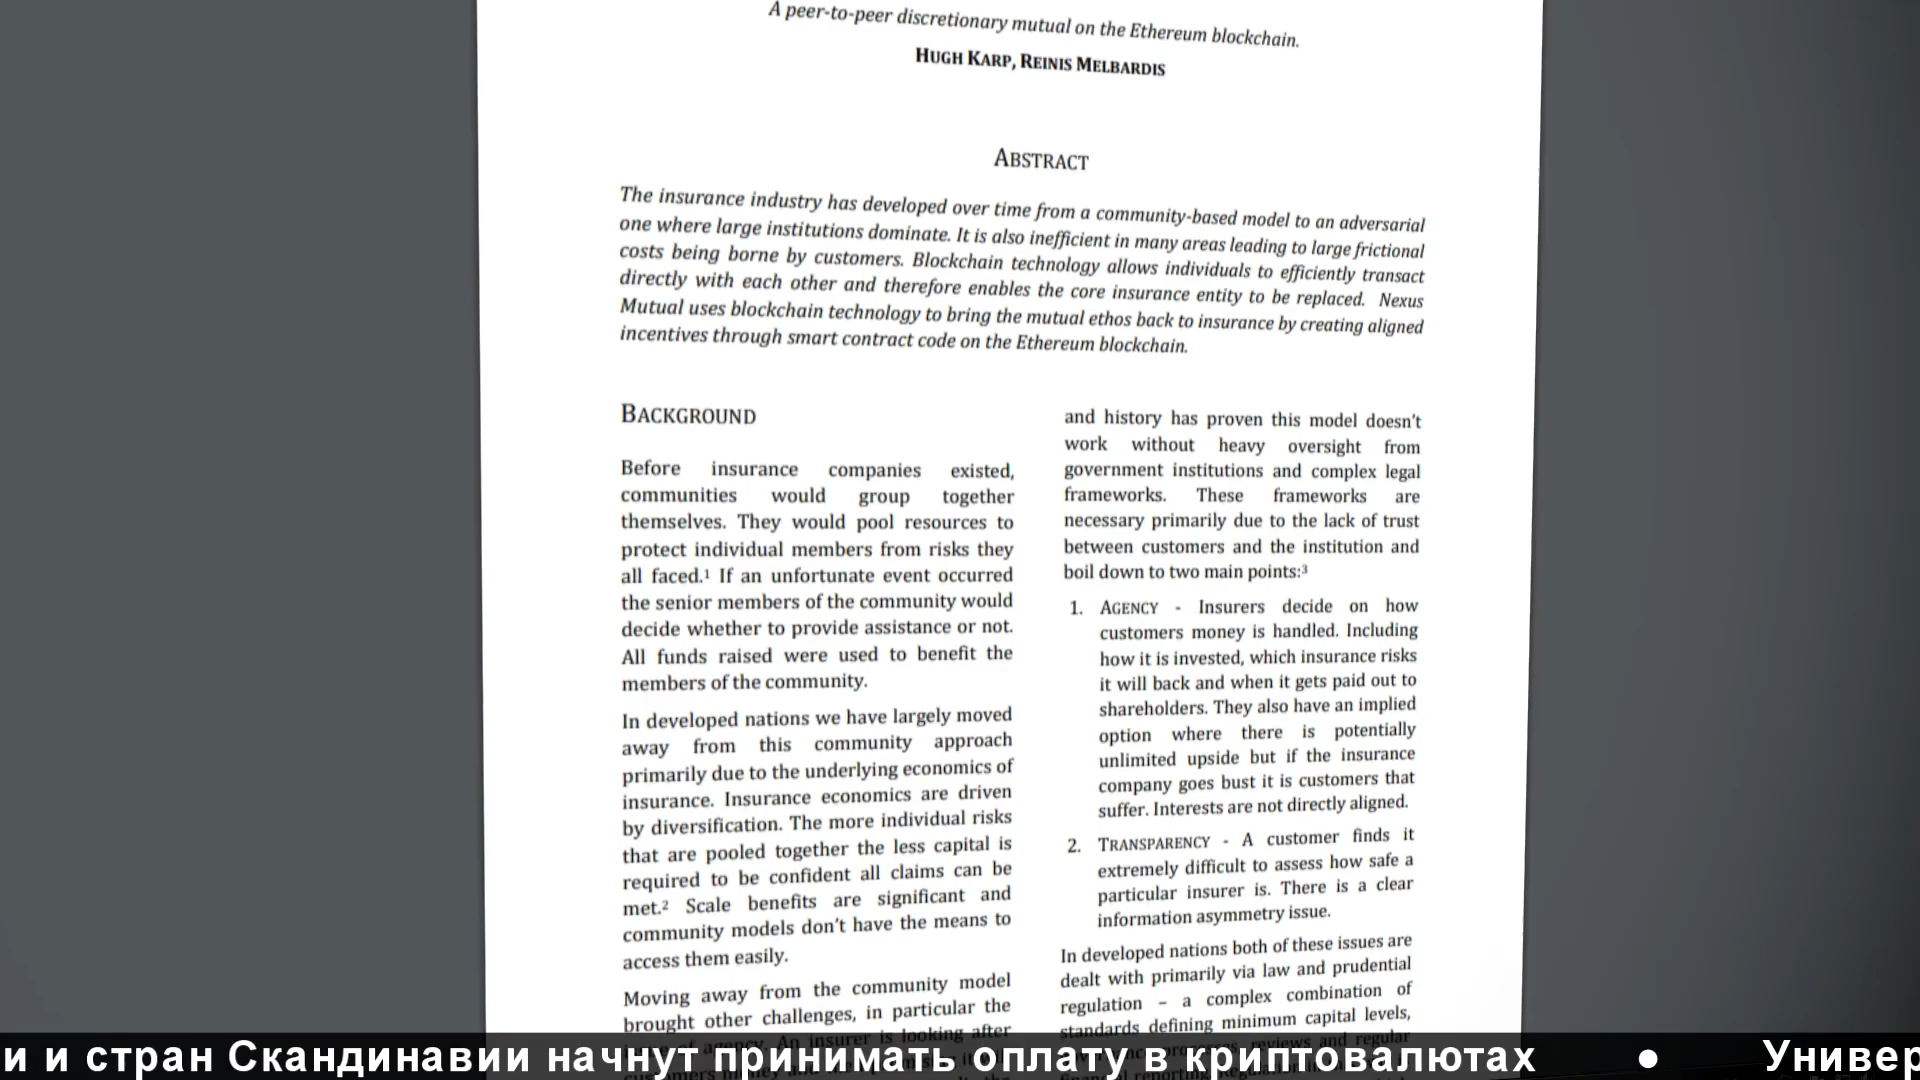 A peer-to-peer discretionary mutual on the Ethereum blockchain.
HUGH KARP, REINIS MELBARDIS
ABSTRACT
The insurance industry has developed over time from a community-based model to an adversarial
one where large institutions dominate. It is also inefficient in many areas leading to large frictional
costs being borne by customers. Blockchain technology allows individuals to efficiently transact
directly with each other and therefore enables the core insurance entity to be replaced. Nexus
Mutual uses blockchain technology to bring the mutual ethos back to insurance by creating aligned
incentives through smart contract code on the Ethereum blockchain.
BACKGROUND
Before insurance companies existed,
communities would group together
themselves. They would pool resources to
protect individual members from risks they
all faced.¹ If an unfortunate event occurred
the senior members of the community would
decide whether to provide assistance or not.
All funds raised were used to benefit the
members of the community.
In developed nations we have largely moved
away from this community approach
primarily due to the underlying economics of
insurance. Insurance economics are driven
by diversification. The more individual risks
that are pooled together the less capital is
required to be confident all claims can be
met.² Scale benefits are significant and
community models don't have the means to
access them easily.
Moving away from the community model
brought other challenges, in particular the
issue of agency. An insurer is looking after
and history has proven this model doesn't
work without heavy oversight from
government institutions and complex legal
frameworks. These frameworks are
necessary primarily due to the lack of trust
between customers and the institution and
boil down to two main points:³
1. AGENCY - Insurers decide on how
customers money is handled. Including
how it is invested, which insurance risks
it will back and when it gets paid out to
shareholders. They also have an implied
option where there is potentially
unlimited upside but if the insurance
company goes bust it is customers that
suffer. Interests are not directly aligned.
2. TRANSPARENCY - A customer finds it
extremely difficult to assess how safe a
particular insurer is. There is a clear
information asymmetry issue.
In developed nations both of these issues are
dealt with primarily via law and prudential
regulation – a complex combination of
standards defining minimum capital levels,
reviews and regular
и и стран Скандинавии начнут принимать оплату в криптовалютах ● Универ